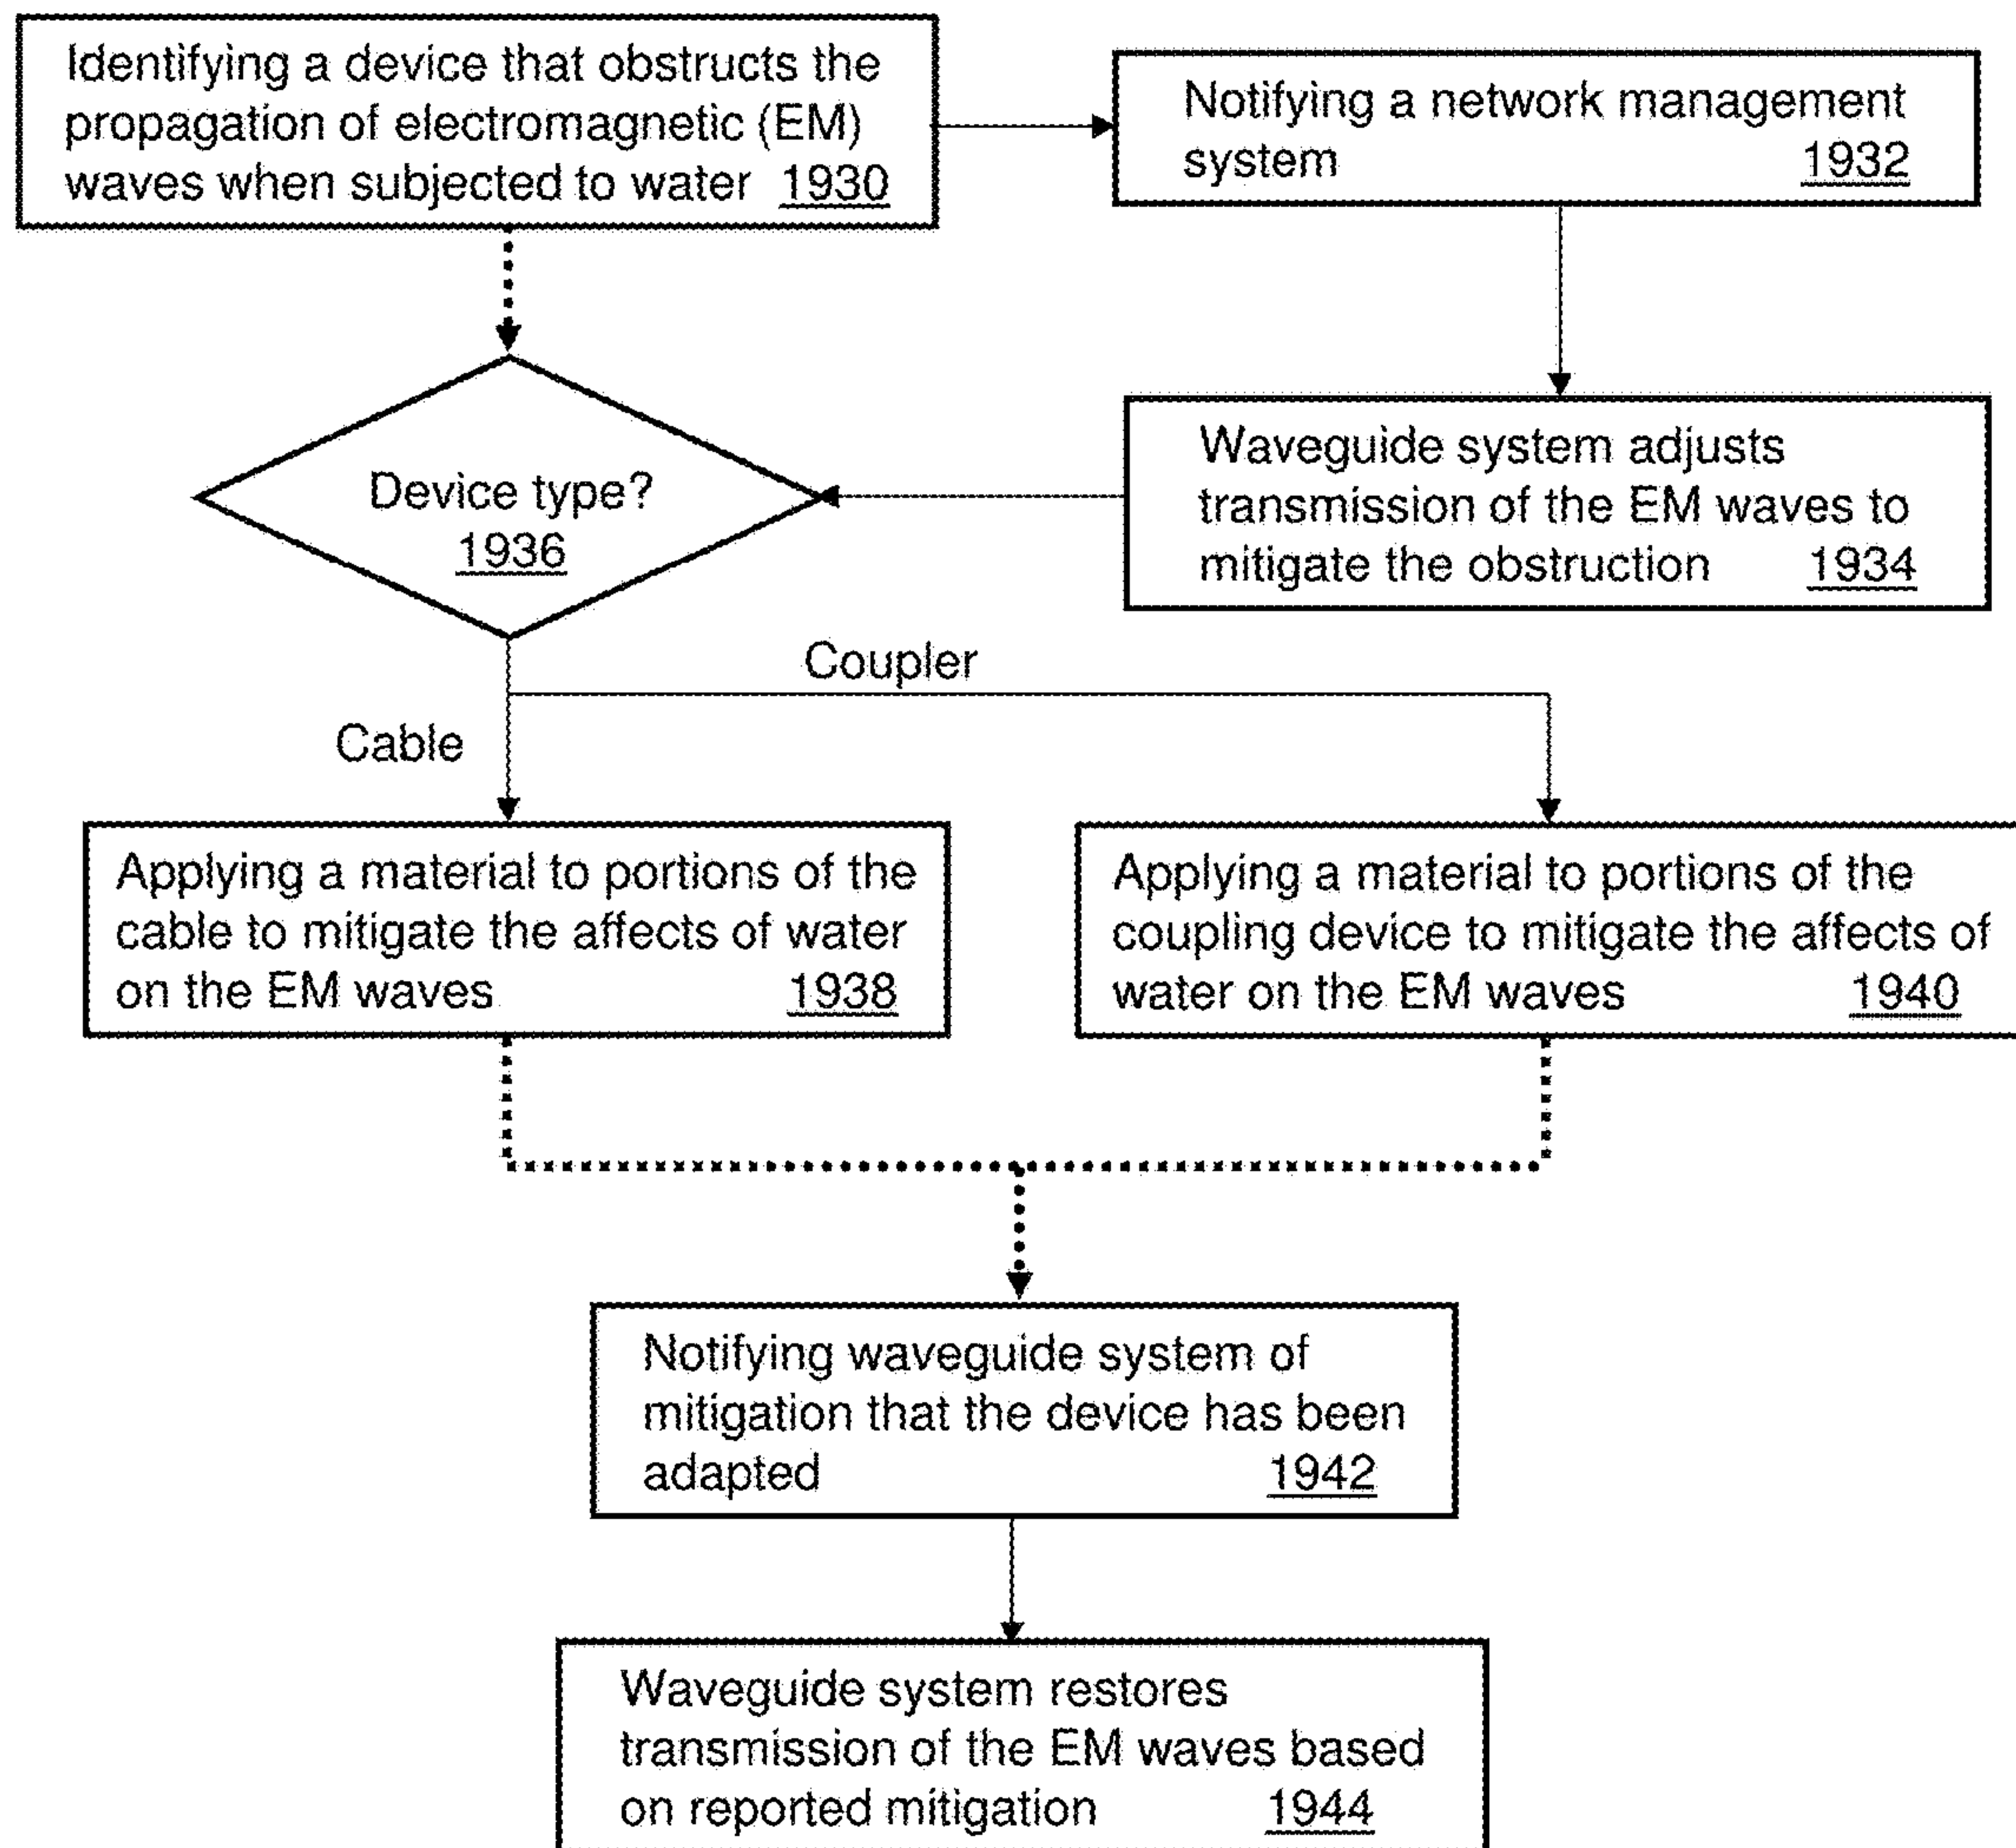 Identifying a device that obstructs the
propagation of electromagnetic (EM)
waves when subjected to water 1930
Notifying a network management
system 1932
Waveguide system adjusts
transmission of the EM waves to
mitigate the obstruction 1934
Device type?
1936
Coupler
Cable
Applying a material to portions of the
cable to mitigate the affects of water
on the EM waves 1938
Applying a material to portions of the
coupling device to mitigate the affects of
water on the EM waves 1940
Notifying waveguide system of
mitigation that the device has been
adapted 1942
Waveguide system restores
transmission of the EM waves based
on reported mitigation 1944